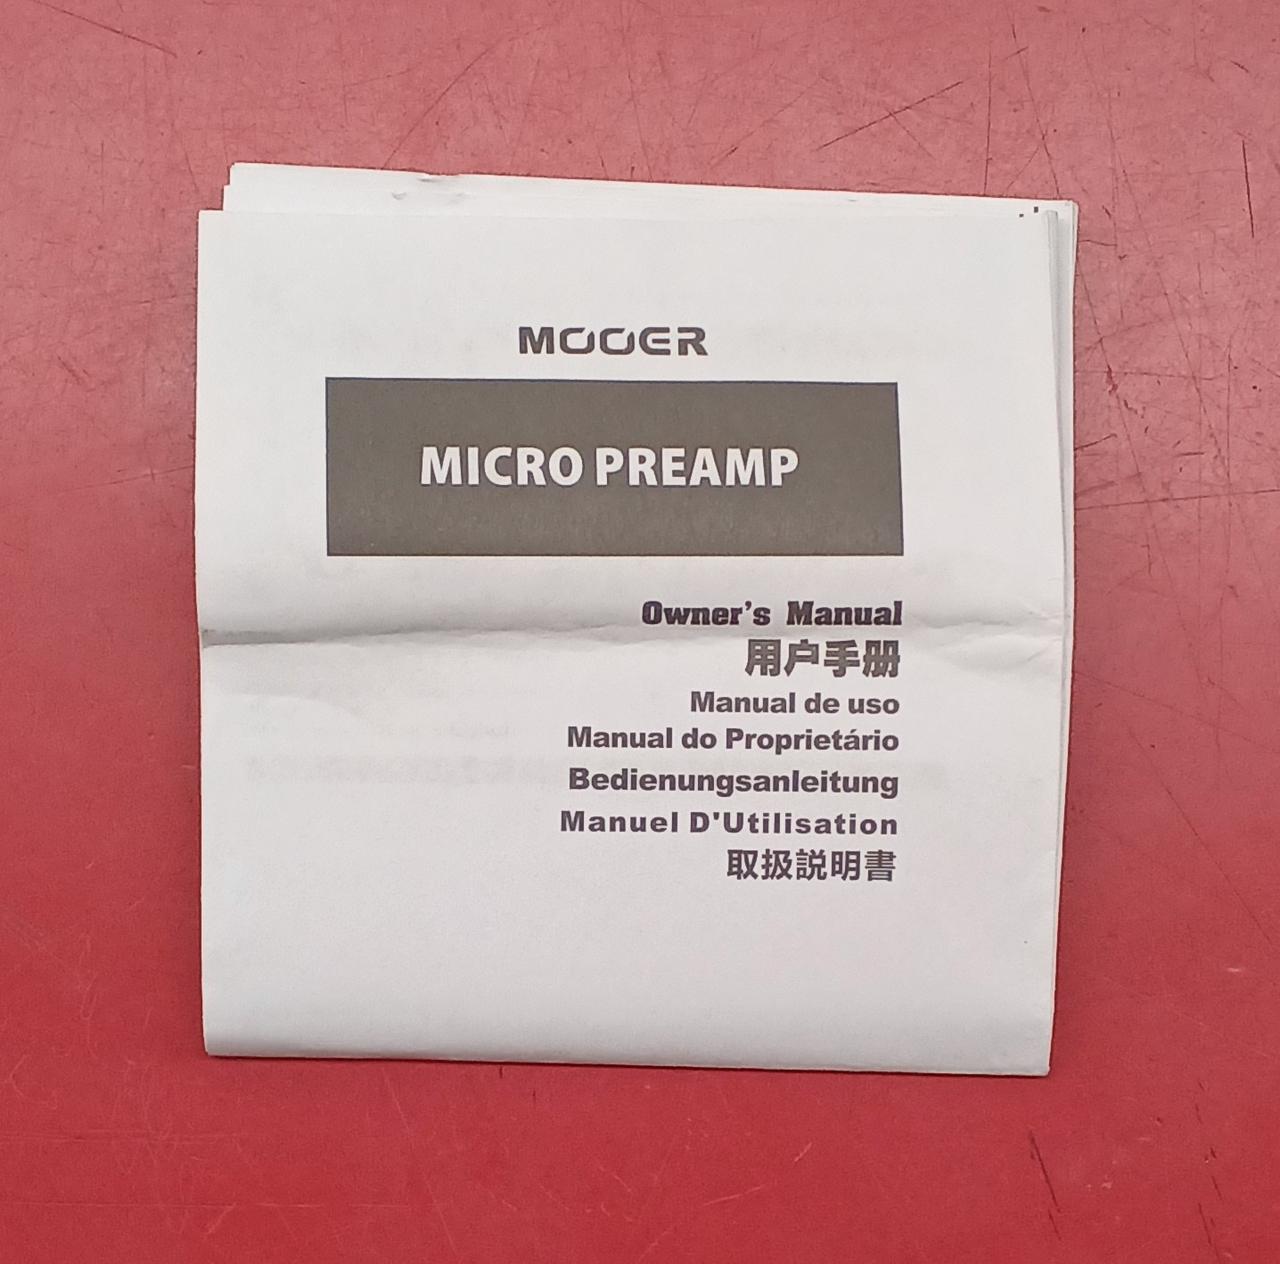 MOOER
MICRO PREAMP
Owner's Manual
用户手册
Manual de uso
Manual do Proprietário
Bedienungsanleitung
Manuel D'Utilisation
取扱説明書